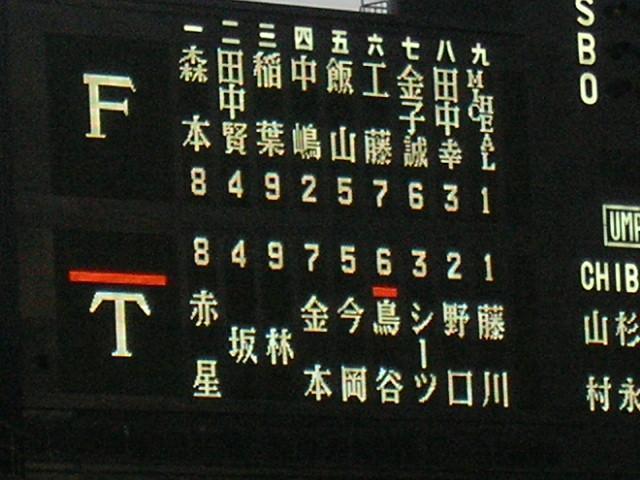 F
一 二 三 四 五 六 七 八 九
森本 田中賢 稲葉 中嶋 飯山 工藤 金子誠 田中幸 MICHEAL
8 4 9 2 5 7 6 3 1
T
8 4 9 7 5 6 3 2 1
赤星 坂 林 金本 今岡 鳥谷 シーツ 野口 藤川
S
B
O
UMP
CHIB
山 杉
村 永